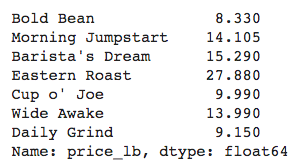 Bold Bean 8.330
Morning Jumpstart 14.105
Barista's Dream 15.290
Eastern Roast 27.880
Cup o' Joe 9.990
Wide Awake 13.990
Daily Grind 9.150
Name: price_lb, dtype: float64